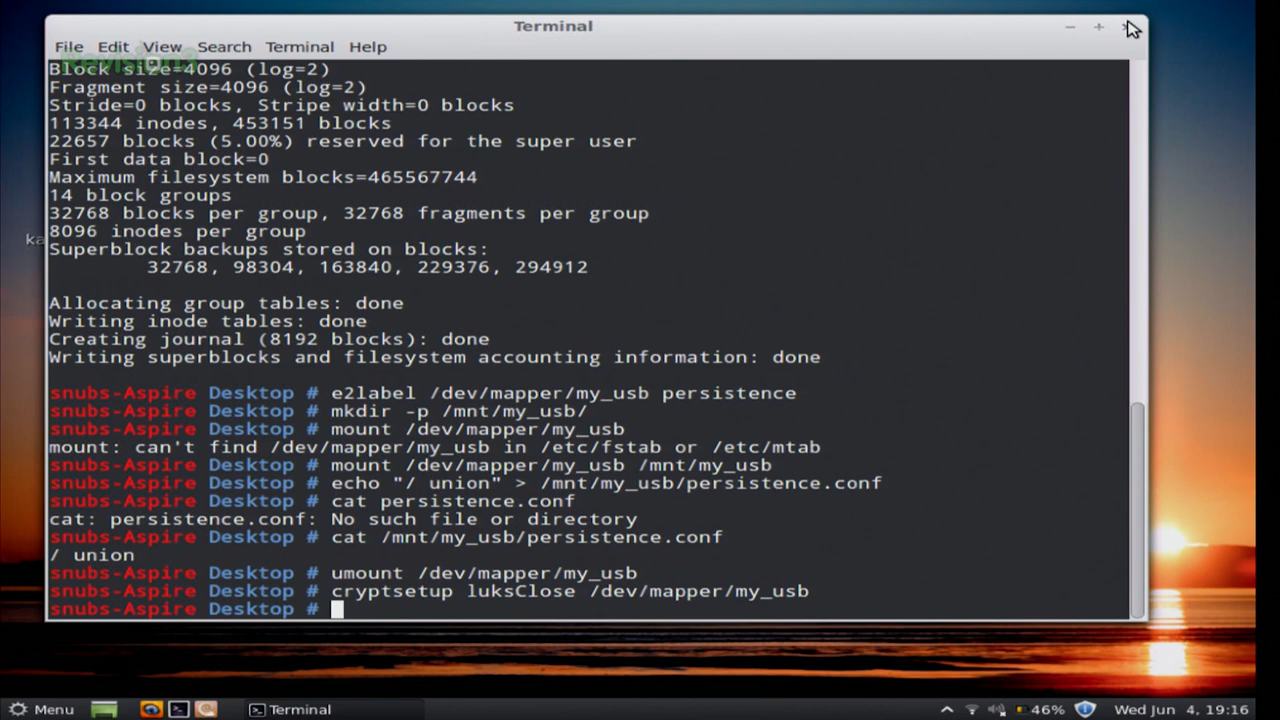 Terminal
File Edit View Search Terminal Help
Revision3
Block size=4096 (log=2)
Fragment size=4096 (log=2)
Stride=0 blocks, Stripe width=0 blocks
113344 inodes, 453151 blocks
22657 blocks (5.00%) reserved for the super user
First data block=0
Maximum filesystem blocks=465567744
14 block groups
32768 blocks per group, 32768 fragments per group
8096 inodes per group
Superblock backups stored on blocks:
32768, 98304, 163840, 229376, 294912
Allocating group tables: done
Writing inode tables: done
Creating journal (8192 blocks): done
Writing superblocks and filesystem accounting information: done
snubs-Aspire Desktop # e2label /dev/mapper/my_usb persistence
snubs-Aspire Desktop # mkdir -p /mnt/my_usb/
snubs-Aspire Desktop # mount /dev/mapper/my_usb
mount: can't find /dev/mapper/my_usb in /etc/fstab or /etc/mtab
snubs-Aspire Desktop # mount /dev/mapper/my_usb /mnt/my_usb
snubs-Aspire Desktop # echo "/ union" > /mnt/my_usb/persistence.conf
snubs-Aspire Desktop # cat persistence.conf
cat: persistence.conf: No such file or directory
snubs-Aspire Desktop # cat /mnt/my_usb/persistence.conf
/ union
snubs-Aspire Desktop # umount /dev/mapper/my_usb
snubs-Aspire Desktop # cryptsetup luksClose /dev/mapper/my_usb
snubs-Aspire Desktop #
Menu Terminal 46% Wed Jun 4, 19:16